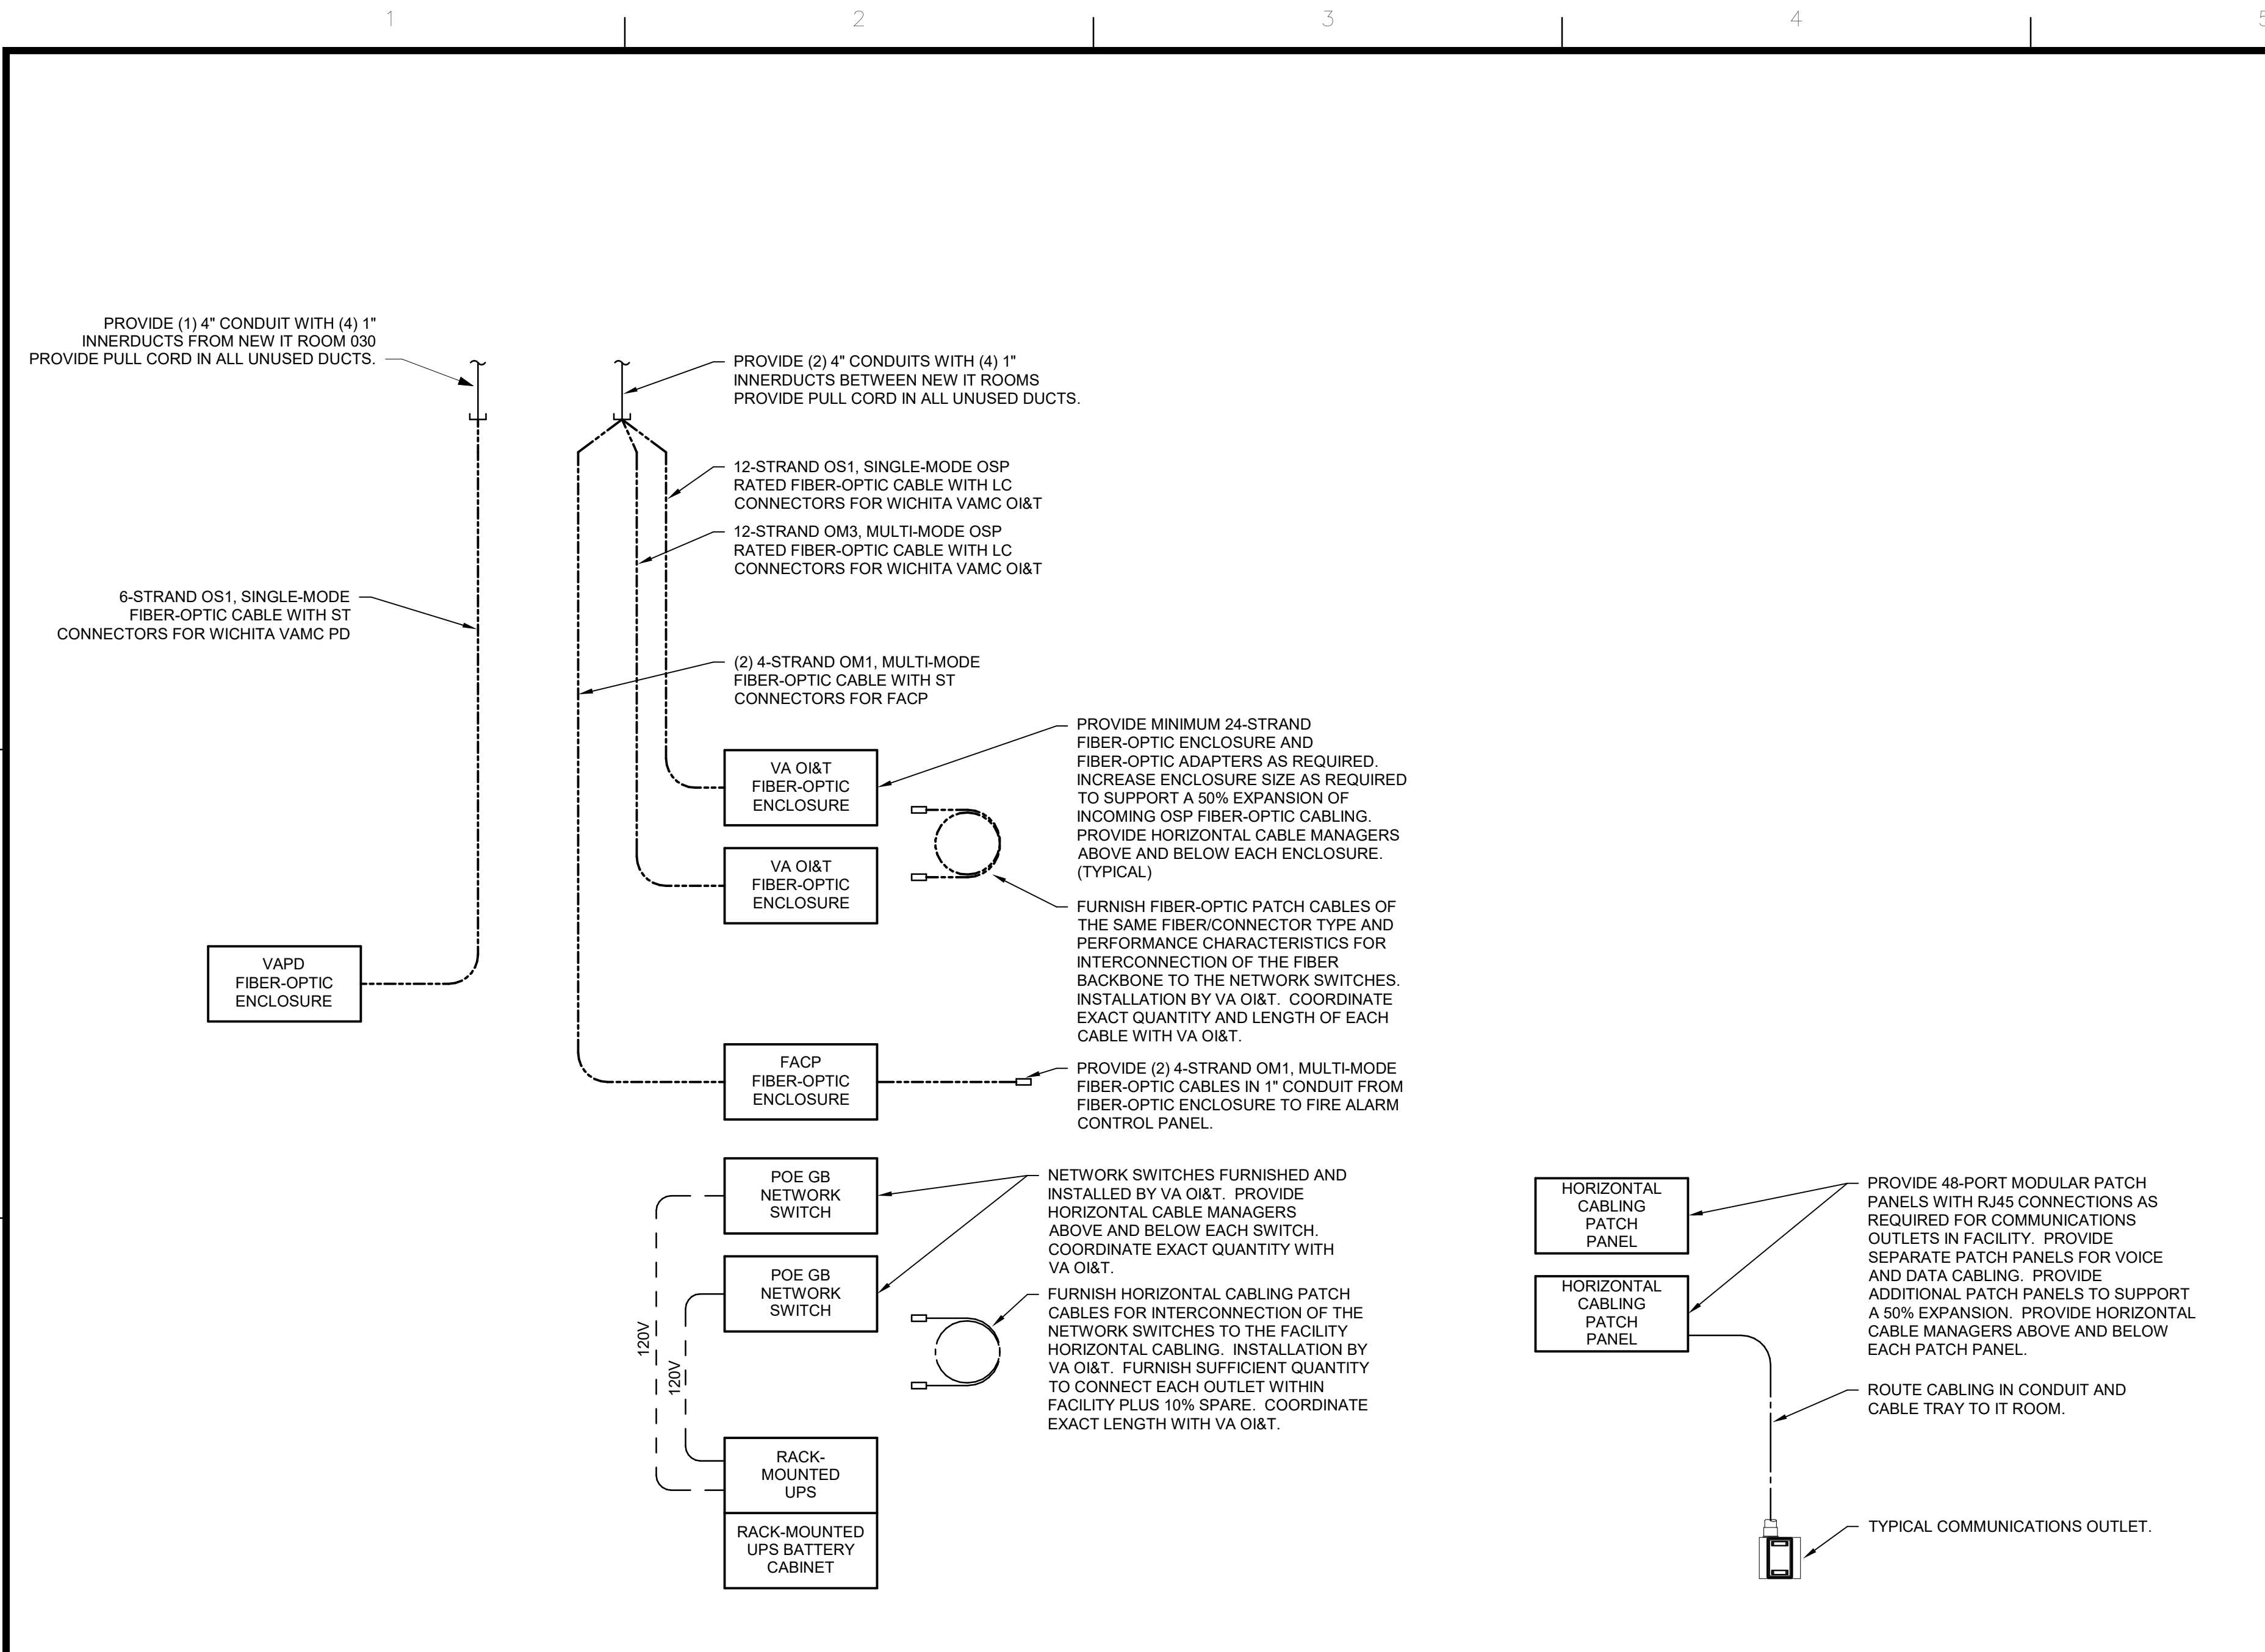 1
2
3
4
5
PROVIDE (1) 4" CONDUIT WITH (4) 1"
INNERDUCTS FROM NEW IT ROOM 030
PROVIDE PULL CORD IN ALL UNUSED DUCTS.
PROVIDE (2) 4" CONDUITS WITH (4) 1"
INNERDUCTS BETWEEN NEW IT ROOMS
PROVIDE PULL CORD IN ALL UNUSED DUCTS.
12-STRAND OS1, SINGLE-MODE OSP
RATED FIBER-OPTIC CABLE WITH LC
CONNECTORS FOR WICHITA VAMC OI&T
12-STRAND OM3, MULTI-MODE OSP
RATED FIBER-OPTIC CABLE WITH LC
CONNECTORS FOR WICHITA VAMC OI&T
6-STRAND OS1, SINGLE-MODE
FIBER-OPTIC CABLE WITH ST
CONNECTORS FOR WICHITA VAMC PD
(2) 4-STRAND OM1, MULTI-MODE
FIBER-OPTIC CABLE WITH ST
CONNECTORS FOR FACP
VA OI&T
FIBER-OPTIC
ENCLOSURE
PROVIDE MINIMUM 24-STRAND
FIBER-OPTIC ENCLOSURE AND
FIBER-OPTIC ADAPTERS AS REQUIRED.
INCREASE ENCLOSURE SIZE AS REQUIRED
TO SUPPORT A 50% EXPANSION OF
INCOMING OSP FIBER-OPTIC CABLING.
PROVIDE HORIZONTAL CABLE MANAGERS
ABOVE AND BELOW EACH ENCLOSURE.
(TYPICAL)
VA OI&T
FIBER-OPTIC
ENCLOSURE
FURNISH FIBER-OPTIC PATCH CABLES OF
THE SAME FIBER/CONNECTOR TYPE AND
PERFORMANCE CHARACTERISTICS FOR
INTERCONNECTION OF THE FIBER
BACKBONE TO THE NETWORK SWITCHES.
INSTALLATION BY VA OI&T. COORDINATE
EXACT QUANTITY AND LENGTH OF EACH
CABLE WITH VA OI&T.
VAPD
FIBER-OPTIC
ENCLOSURE
FACP
FIBER-OPTIC
ENCLOSURE
PROVIDE (2) 4-STRAND OM1, MULTI-MODE
FIBER-OPTIC CABLES IN 1" CONDUIT FROM
FIBER-OPTIC ENCLOSURE TO FIRE ALARM
CONTROL PANEL.
POE GB
NETWORK
SWITCH
NETWORK SWITCHES FURNISHED AND
INSTALLED BY VA OI&T. PROVIDE
HORIZONTAL CABLE MANAGERS
ABOVE AND BELOW EACH SWITCH.
COORDINATE EXACT QUANTITY WITH
VA OI&T.
POE GB
NETWORK
SWITCH
FURNISH HORIZONTAL CABLING PATCH
CABLES FOR INTERCONNECTION OF THE
NETWORK SWITCHES TO THE FACILITY
HORIZONTAL CABLING. INSTALLATION BY
VA OI&T. FURNISH SUFFICIENT QUANTITY
TO CONNECT EACH OUTLET WITHIN
FACILITY PLUS 10% SPARE. COORDINATE
EXACT LENGTH WITH VA OI&T.
120V
120V
RACK-
MOUNTED
UPS
RACK-MOUNTED
UPS BATTERY
CABINET
HORIZONTAL
CABLING
PATCH
PANEL
HORIZONTAL
CABLING
PATCH
PANEL
PROVIDE 48-PORT MODULAR PATCH
PANELS WITH RJ45 CONNECTIONS AS
REQUIRED FOR COMMUNICATIONS
OUTLETS IN FACILITY. PROVIDE
SEPARATE PATCH PANELS FOR VOICE
AND DATA CABLING. PROVIDE
ADDITIONAL PATCH PANELS TO SUPPORT
A 50% EXPANSION. PROVIDE HORIZONTAL
CABLE MANAGERS ABOVE AND BELOW
EACH PATCH PANEL.
ROUTE CABLING IN CONDUIT AND
CABLE TRAY TO IT ROOM.
TYPICAL COMMUNICATIONS OUTLET.